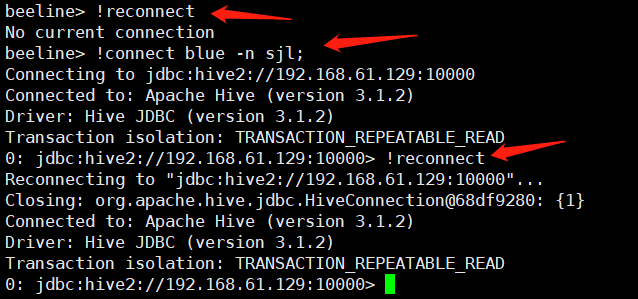 beeline> !reconnect
No current connection
beeline> !connect blue -n sjl;
Connecting to jdbc:hive2://192.168.61.129:10000
Connected to: Apache Hive (version 3.1.2)
Driver: Hive JDBC (version 3.1.2)
Transaction isolation: TRANSACTION_REPEATABLE_READ
0: jdbc:hive2://192.168.61.129:10000> !reconnect
Reconnecting to "jdbc:hive2://192.168.61.129:10000"...
Closing: org.apache.hive.jdbc.HiveConnection@68df9280: {1}
Connected to: Apache Hive (version 3.1.2)
Driver: Hive JDBC (version 3.1.2)
Transaction isolation: TRANSACTION_REPEATABLE_READ
0: jdbc:hive2://192.168.61.129:10000>